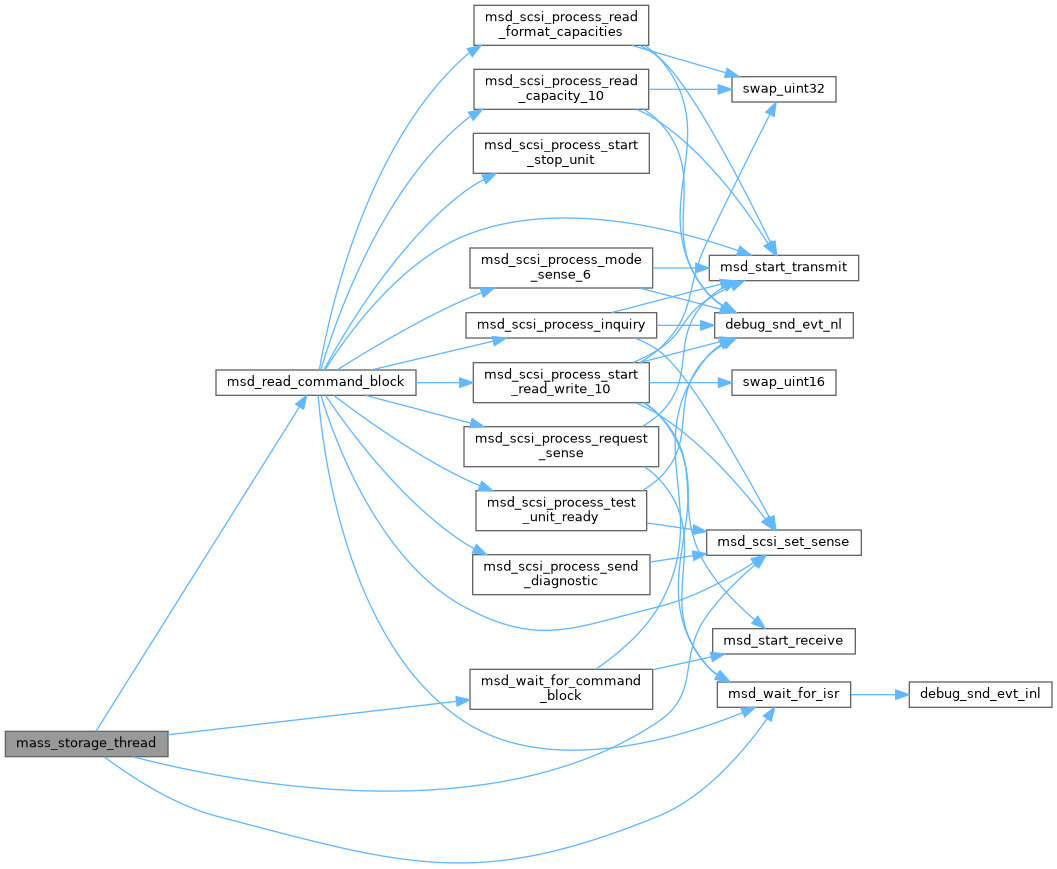 msd_scsi_process_read
_format_capacities
msd_scsi_process_read
_capacity_10
swap_uint32
msd_scsi_process_start
_stop_unit
msd_scsi_process_mode
_sense_6
msd_start_transmit
msd_scsi_process_inquiry
debug_snd_evt_nl
msd_read_command_block
msd_scsi_process_start
_read_write_10
swap_uint16
msd_scsi_process_request
_sense
msd_scsi_process_test
_unit_ready
msd_scsi_set_sense
msd_scsi_process_send
_diagnostic
msd_start_receive
msd_wait_for_command
_block
msd_wait_for_isr
debug_snd_evt_inl
mass_storage_thread